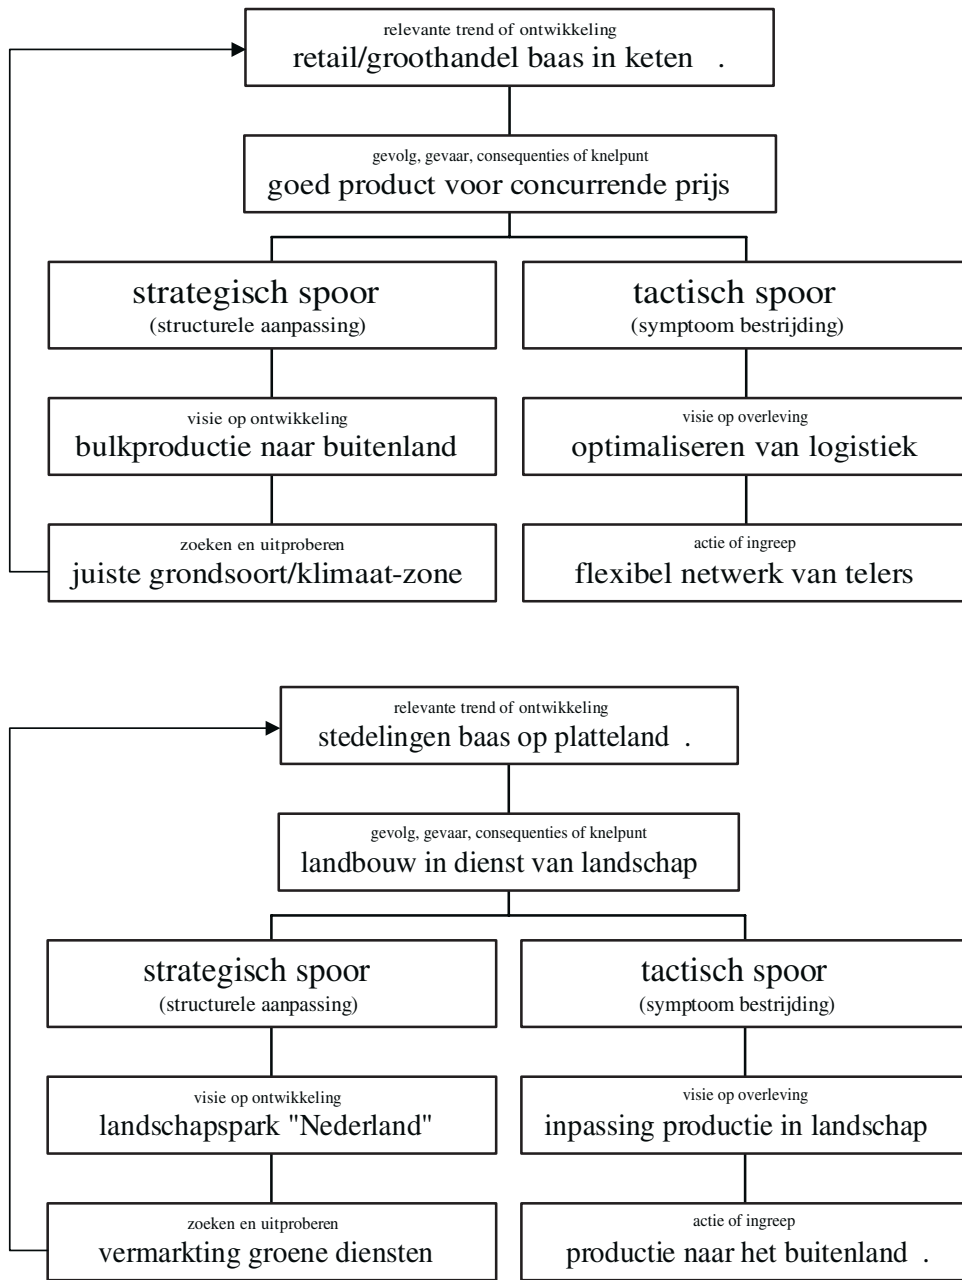 relevante trend of ontwikkeling
retail/groothandel baas in keten .
gevolg, gevaar, consequenties of knelpunt
goed product voor concurrende prijs
strategisch spoor
(structurele aanpassing)
tactisch spoor
(symptoom bestrijding)
visie op ontwikkeling
bulkproductie naar buitenland
visie op overleving
optimaliseren van logistiek
zoeken en uitproberen
juiste grondsoort/klimaat-zone
actie of ingreep
flexibel netwerk van telers
relevante trend of ontwikkeling
stedelingen baas op platteland .
gevolg, gevaar, consequenties of knelpunt
landbouw in dienst van landschap
strategisch spoor
(structurele aanpassing)
tactisch spoor
(symptoom bestrijding)
visie op ontwikkeling
landschapspark "Nederland"
visie op overleving
inpassing productie in landschap
zoeken en uitproberen
vermarkting groene diensten
actie of ingreep
productie naar het buitenland .